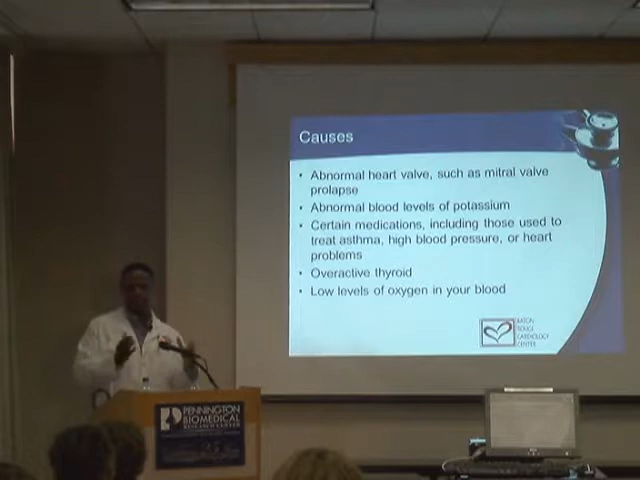 Causes
• Abnormal heart valve, such as mitral valve
prolapse
• Abnormal blood levels of potassium
• Certain medications, including those used to
treat asthma, high blood pressure, or heart
problems
• Overactive thyroid
• Low levels of oxygen in your blood
BATON
ROUGE
CARDIOLOGY
CENTER
PENNINGTON
BIOMEDICAL
RESEARCH CENTER